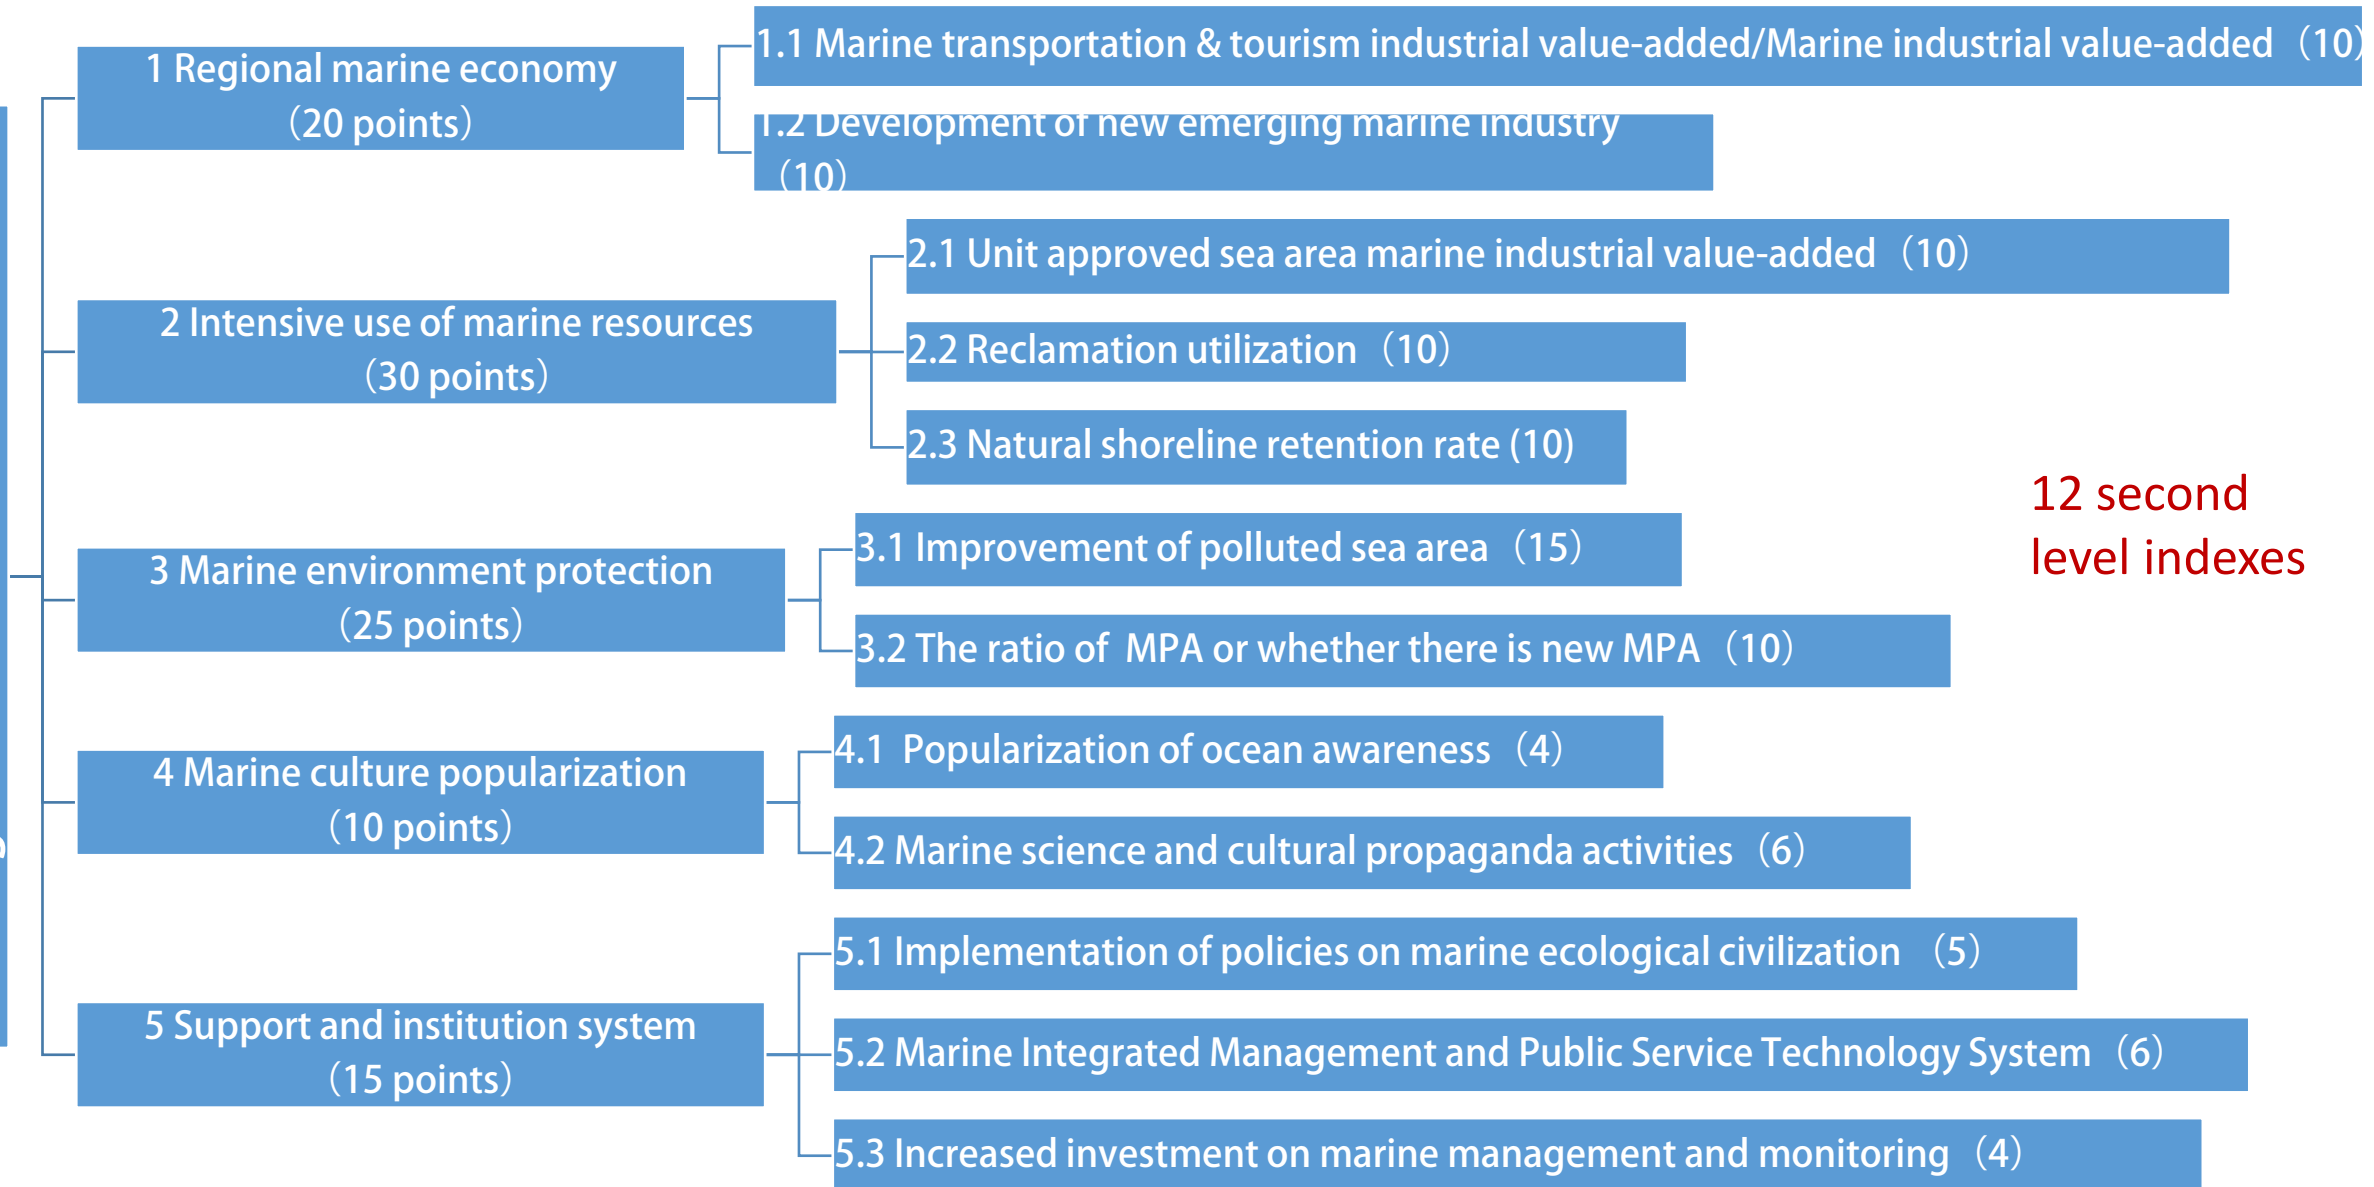 1 Regional marine economy
（20 points）
1.1 Marine transportation & tourism industrial value-added/Marine industrial value-added（10）
1.2 Development of new emerging marine industry
（10）
2 Intensive use of marine resources
（30 points）
2.1 Unit approved sea area marine industrial value-added（10）
2.2 Reclamation utilization（10）
2.3 Natural shoreline retention rate (10)
3 Marine environment protection
（25 points）
3.1 Improvement of polluted sea area（15）
3.2 The ratio of  MPA or whether there is new MPA（10）
4 Marine culture popularization
（10 points）
4.1  Popularization of ocean awareness（4）
4.2 Marine science and cultural propaganda activities（6）
5 Support and institution system
（15 points）
5.1 Implementation of policies on marine ecological civilization （5）
5.2 Marine Integrated Management and Public Service Technology System（6）
5.3 Increased investment on marine management and monitoring（4）
12 second
level indexes